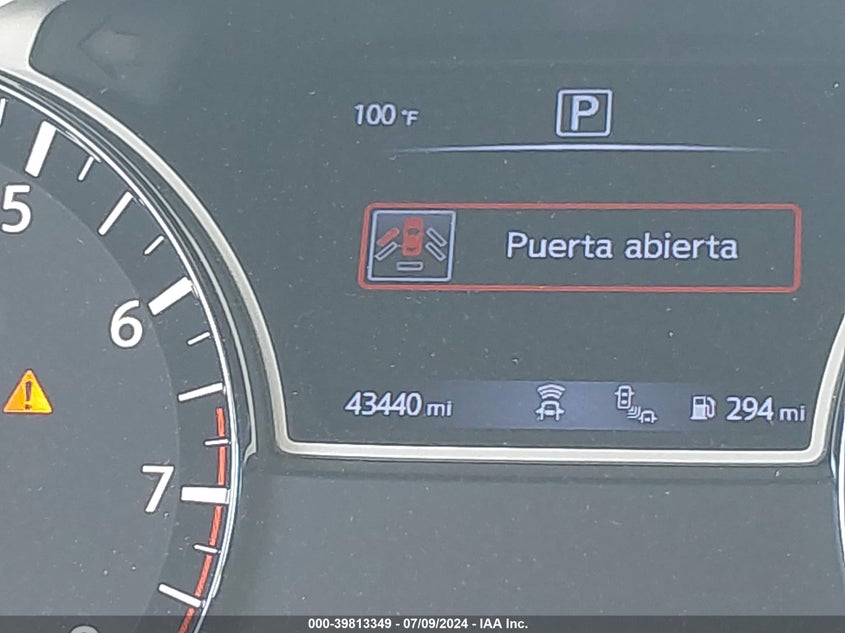 100 °F P
5
Puerta abierta
6
43440 mi 294 mi
7
000-39813349 - 07/09/2024 - IAA Inc.